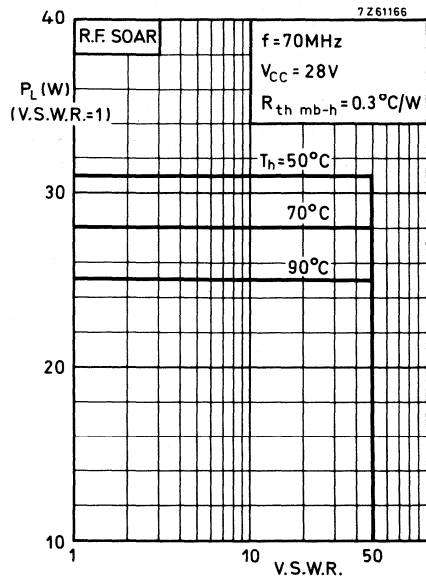 7Z61166
40
R.F. SOAR
f=70MHz
V_CC = 28V
R_th mb-h = 0.3°C/W
P_L (W)
(V.S.W.R.=1)
T_h=50°C
30
70°C
90°C
20
10
1
10
50
V.S.W.R.